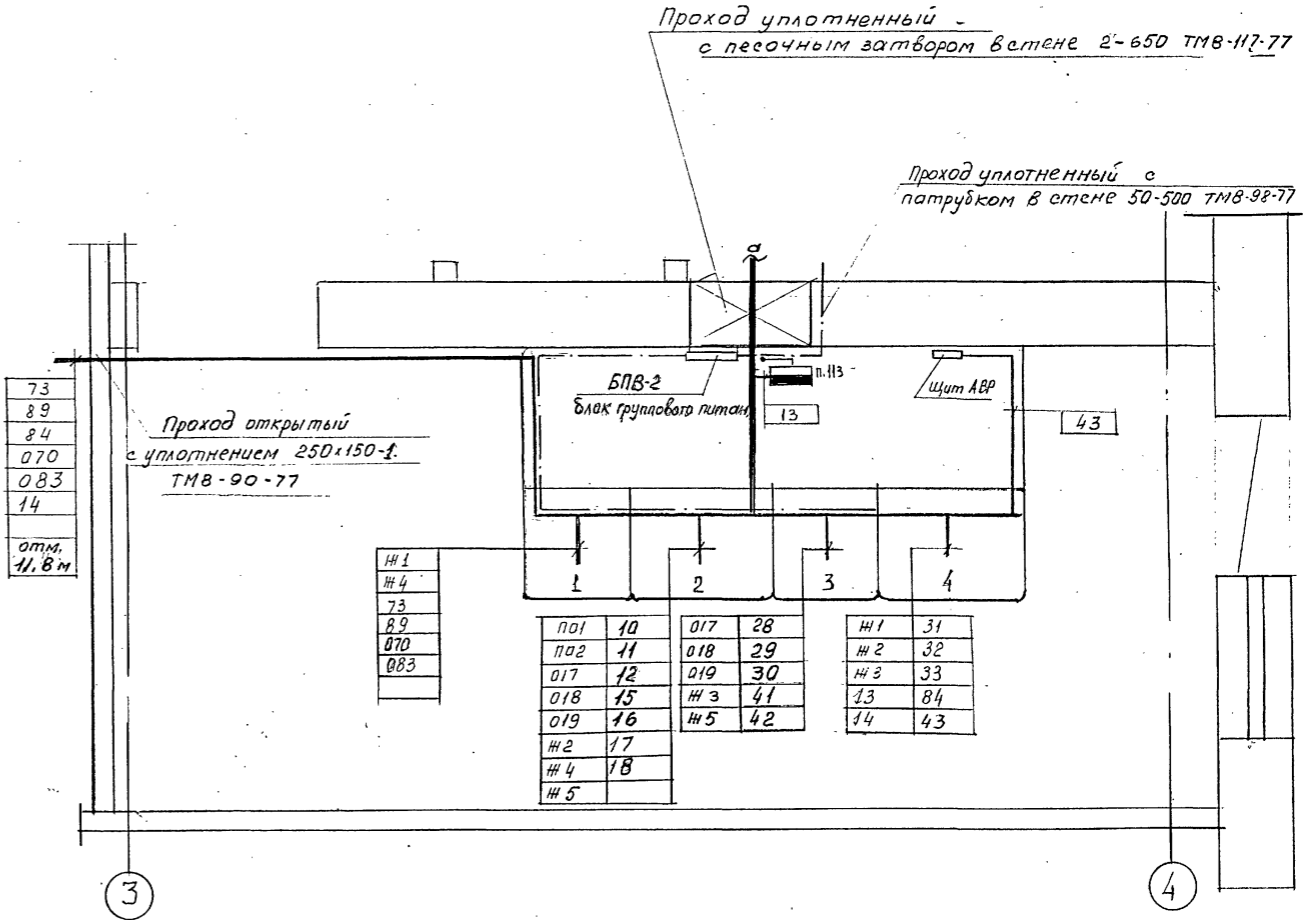 Проход уплотненный -
с песочным затвором в стене 2-650 ТМВ-117-77
Проход уплотненный с
патрубком в стене 50-500 ТМВ-98-77
а
БПВ-2
блак группового питан.
п.113
13
щит АВР
43
73
89
84
070
083
14
отм.
11.8 м
Проход открытый
с уплотнением 250х150-1.
ТМВ-90-77
1
2
3
4
Ж1
Ж4
73
89
070
083
П01 10
П02 11
017 12
018 15
019 16
Ж2 17
Ж4 18
Ж5
017 28
018 29
019 30
Ж3 41
Ж5 42
Ж1 31
Ж2 32
Ж3 33
13 84
14 43
3
4